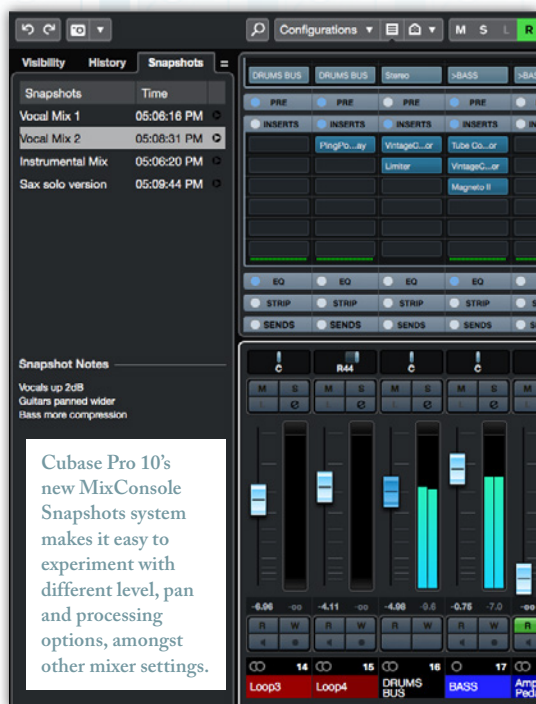 Configurations
M S L R
Visibility History Snapshots
Snapshots Time
Vocal Mix 1 05:06:16 PM
Vocal Mix 2 05:08:31 PM
Instrumental Mix 05:06:20 PM
Sax solo version 05:09:44 PM
Snapshot Notes
Vocals up 2dB
Guitars panned wider
Bass more compression
Cubase Pro 10's
new MixConsole
Snapshots system
makes it easy to
experiment with
different level, pan
and processing
options, amongst
other mixer settings.
DRUMS BUS DRUMS BUS Stereo >BASS >BAS
PRE PRE PRE PRE
INSERTS INSERTS INSERTS INSERTS IN
PingPo...ay VintageC...or Tube Co...or
Limiter VintageC...or
Magneto II
EQ EQ EQ EQ
STRIP STRIP STRIP STRIP S
SENDS SENDS SENDS SENDS S
C R44 C C
M S M S M S M S M
L L L L
-6.96 -oo -4.11 -oo -4.98 -9.6 -0.75 -7.0 -oo
R W R W R W R W R
14 15 16 17
Loop3 Loop4 DRUMS BUS BASS Amp Peda